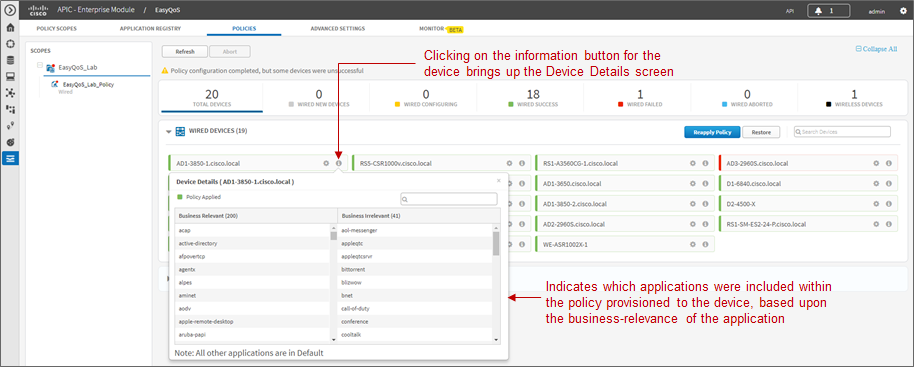 CISCO
APIC - Enterprise Module / EasyQoS
API
1
admin
POLICY SCOPES
APPLICATION REGISTRY
POLICIES
ADVANCED SETTINGS
MONITOR - BETA
SCOPES
EasyQoS_Lab
EasyQoS_Lab_Policy
Wired
Refresh
Abort
Collapse All
Policy configuration completed, but some devices were unsuccessful
Clicking on the information button for the
device brings up the Device Details screen
20
TOTAL DEVICES
0
WIRED NEW DEVICES
0
WIRED CONFIGURING
18
WIRED SUCCESS
1
WIRED FAILED
0
WIRED ABORTED
1
WIRELESS DEVICES
WIRED DEVICES (19)
Reapply Policy
Restore
Search Devices
AD1-3850-1.cisco.local
RS5-CSR1000v.cisco.local
RS1-A3560CG-1.cisco.local
AD3-2960S.cisco.local
AD1-3650.cisco.local
D1-6840.cisco.local
AD1-3850-2.cisco.local
D2-4500-X
AD2-2960S.cisco.local
RS1-SM-ES2-24-P.cisco.local
WE-ASR1002X-1
Device Details ( AD1-3850-1.cisco.local )
Policy Applied
Business Relevant (200)
Business Irrelevant (41)
acap
aol-messenger
active-directory
appleqtc
afpovertcp
appleqtcsrvr
agentx
bittorrent
alpes
blizwow
aminet
bnet
aodv
call-of-duty
apple-remote-desktop
conference
aruba-papi
cooltalk
Note: All other applications are in Default
Indicates which applications were included within
the policy provisioned to the device, based upon
the business-relevance of the application